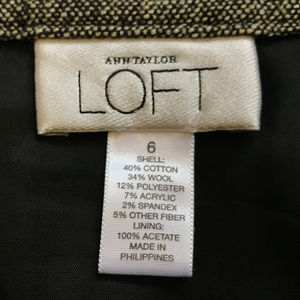 ANN TAYLOR
LOFT
6
SHELL:
40% COTTON
34% WOOL
12% POLYESTER
7% ACRYLIC
2% SPANDEX
5% OTHER FIBER
LINING:
100% ACETATE
MADE IN
PHILIPPINES